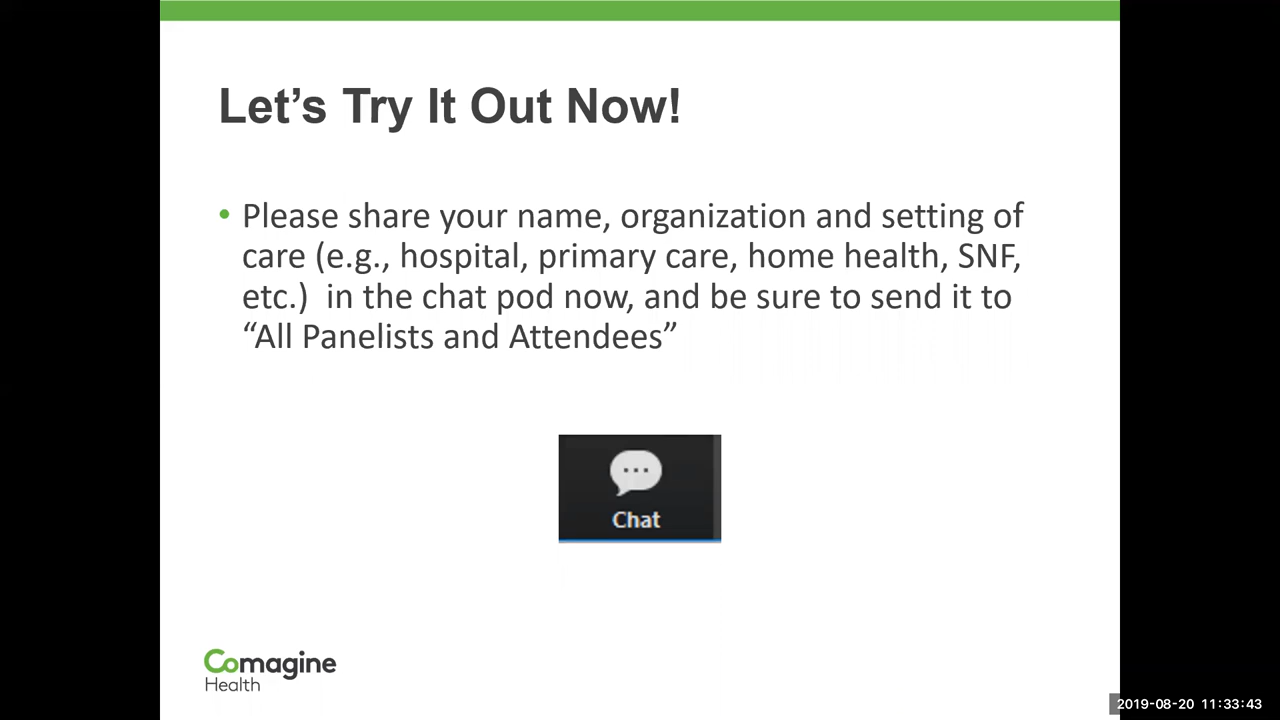 Let’s Try It Out Now!
• Please share your name, organization and setting of
care (e.g., hospital, primary care, home health, SNF,
etc.)  in the chat pod now, and be sure to send it to
“All Panelists and Attendees”
Chat
Comagine
Health
2019-08-20 11:33:43